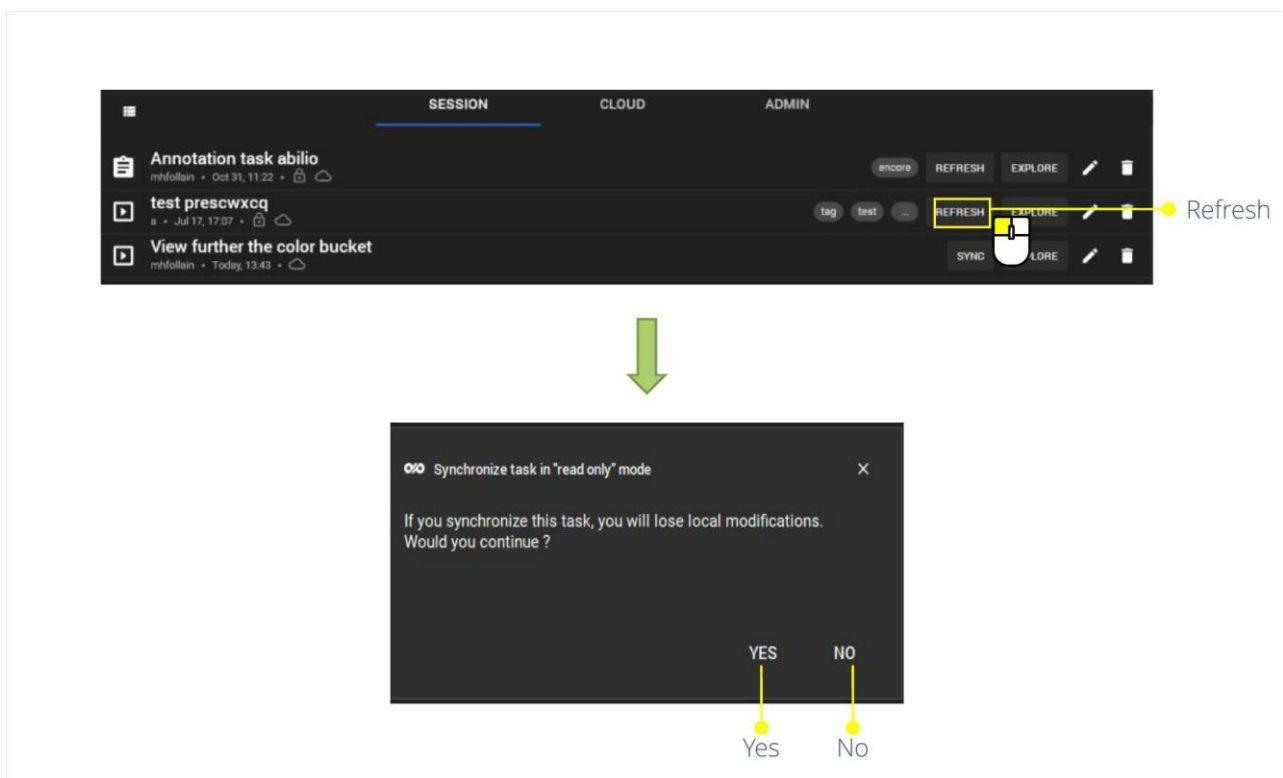 SESSION CLOUD ADMIN
Annotation task abilio
mhfollain • Oct 31, 11:22 •
encore REFRESH EXPLORE
test prescwxcq
a • Jul 17, 17:07 •
tag test ... REFRESH EXPLORE
Refresh
View further the color bucket
mhfollain • Today, 13:43 •
SYNC LORE
Synchronize task in "read only" mode
If you synchronize this task, you will lose local modifications.
Would you continue ?
YES NO
Yes No